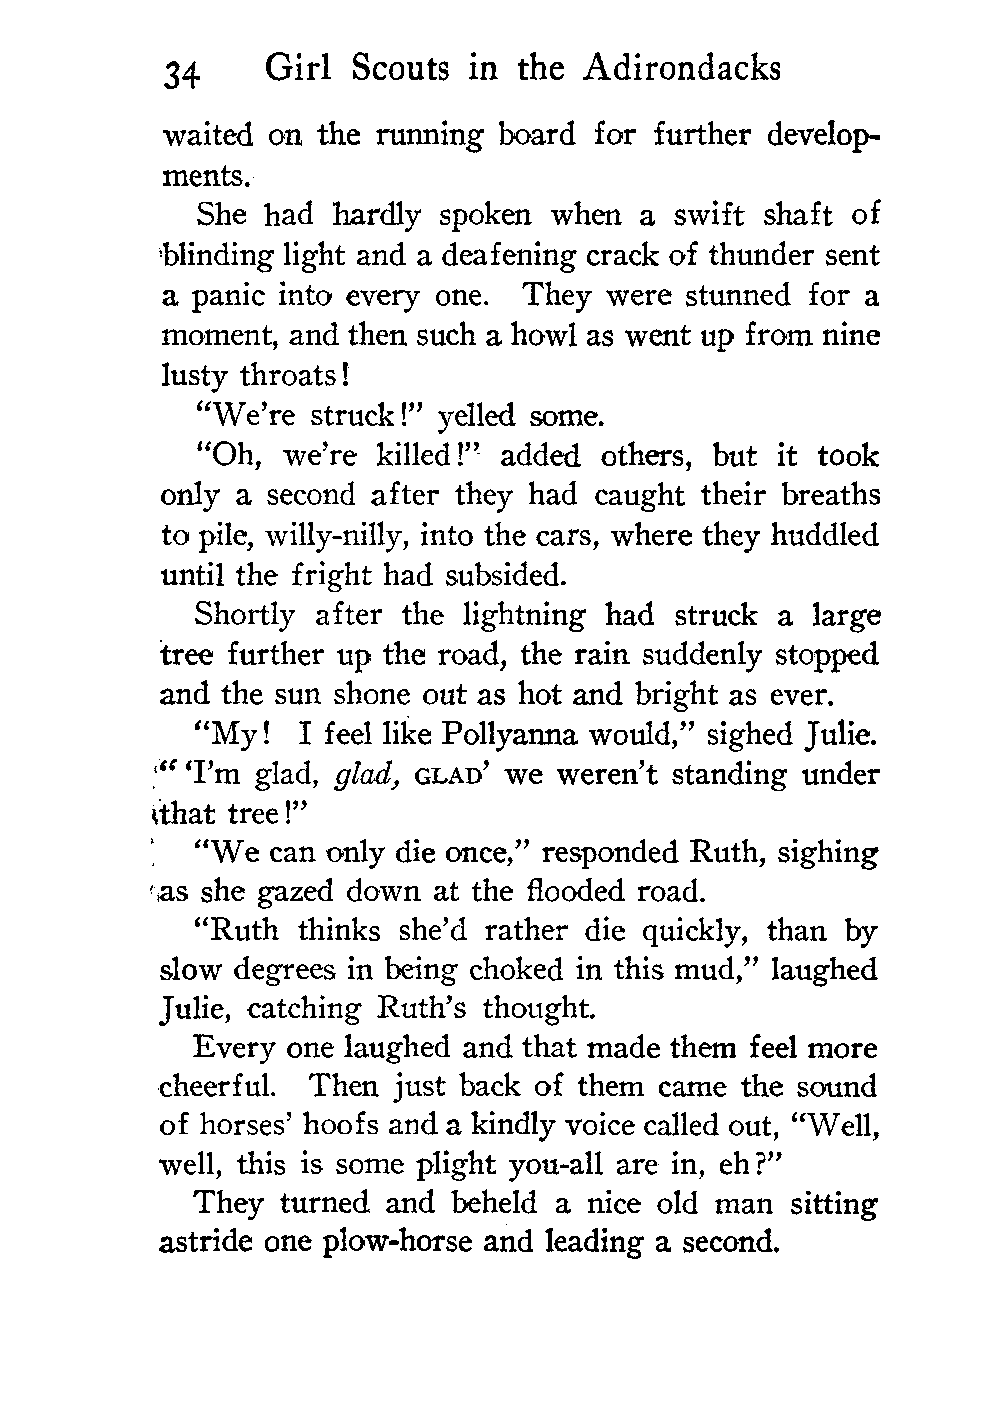 34 Girl Scouts in the Adirondacks
waited on the running board for further develop-
ments.
She had hardly spoken when a swift shaft of
blinding light and a deafening crack of thunder sent
a panic into every one. They were stunned for a
moment, and then such a howl as went up from nine
lusty throats!
“We’re struck!” yelled some.
“Oh, we’re killed!” added others, but it took
only a second after they had caught their breaths
to pile, willy-nilly, into the cars, where they huddled
until the fright had subsided.
Shortly after the lightning had struck a large
tree further up the road, the rain suddenly stopped
and the sun shone out as hot and bright as ever.
“My! I feel like Pollyanna would,” sighed Julie.
“ ‘I’m glad, glad, GLAD’ we weren’t standing under
that tree!”
“We can only die once,” responded Ruth, sighing
as she gazed down at the flooded road.
“Ruth thinks she’d rather die quickly, than by
slow degrees in being choked in this mud,” laughed
Julie, catching Ruth’s thought.
Every one laughed and that made them feel more
cheerful. Then just back of them came the sound
of horses’ hoofs and a kindly voice called out, “Well,
well, this is some plight you-all are in, eh?”
They turned and beheld a nice old man sitting
astride one plow-horse and leading a second.